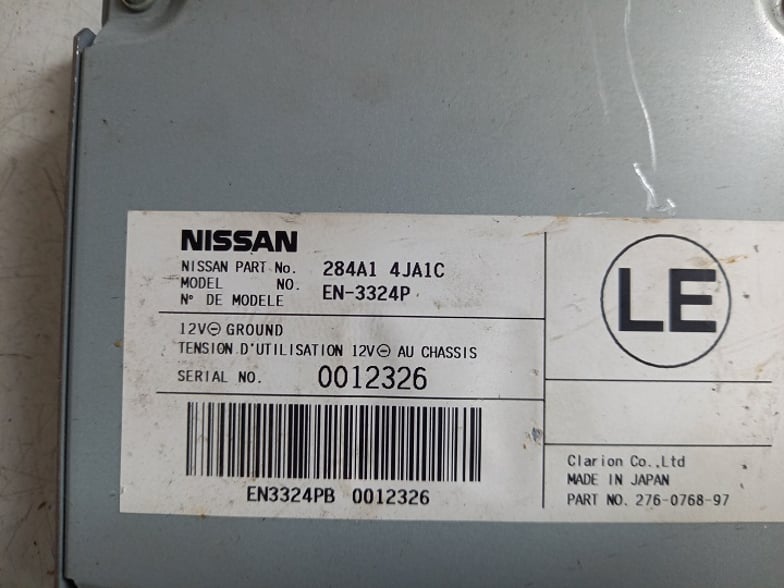 NISSAN
NISSAN PART No. 284A1 4JA1C
MODEL NO. EN-3324P
N° DE MODELE
12V⊖ GROUND
TENSION D'UTILISATION 12V⊖ AU CHASSIS
SERIAL NO. 0012326
EN3324PB 0012326
LE
Clarion Co.,Ltd
MADE IN JAPAN
PART NO. 276-0768-97